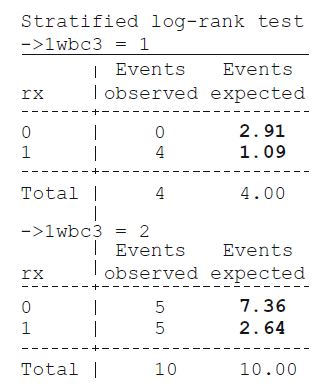 Stratified log-rank test
->lwbc3 = 1
| Events Events
rx | observed expected
0 | 0 2.91
1 | 4 1.09
Total | 4 4.00
|
->lwbc3 = 2
| Events Events
rx | observed expected
0 | 5 7.36
1 | 5 2.64
Total | 10 10.00